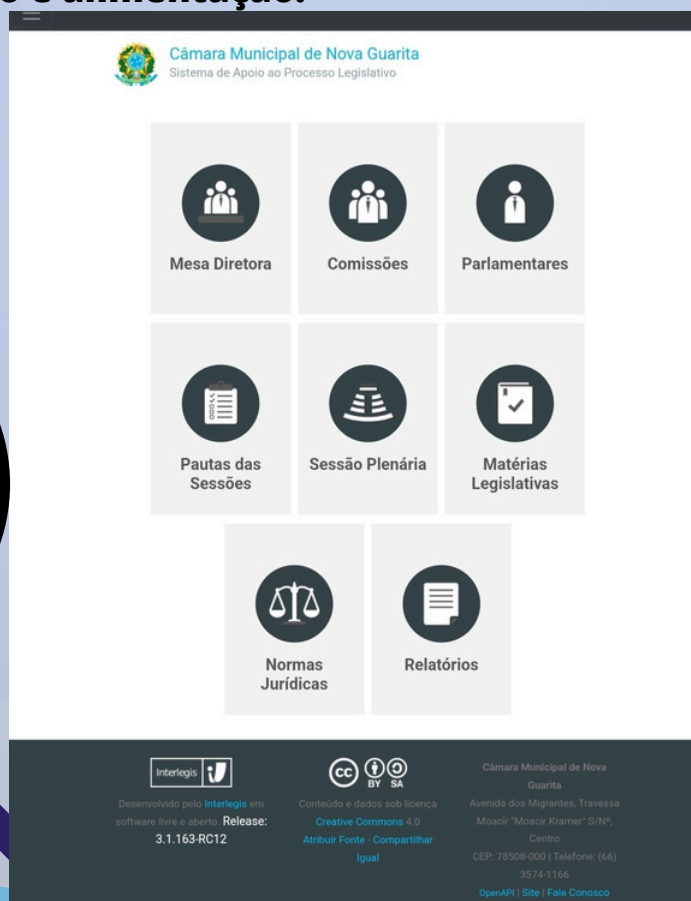 e alimentação.
Câmara Municipal de Nova Guarita
Sistema de Apoio ao Processo Legislativo
Mesa Diretora
Comissões
Parlamentares
Pautas das
Sessões
Sessão Plenária
Matérias
Legislativas
Normas
Jurídicas
Relatórios
Interlegis
Desenvolvido pelo Interlegis em
software livre e aberto. Release:
3.1.163-RC12
cc BY SA
Conteúdo e dados sob licença
Creative Commons 4.0
Atribuir Fonte - Compartilhar
Igual
Câmara Municipal de Nova
Guarita
Avenida dos Migrantes, Travessa
Moacir "Moacir Kramer" S/Nº,
Centro
CEP: 78508-000 | Telefone: (66)
3574-1166
OpenAPI | Site | Fale Conosco